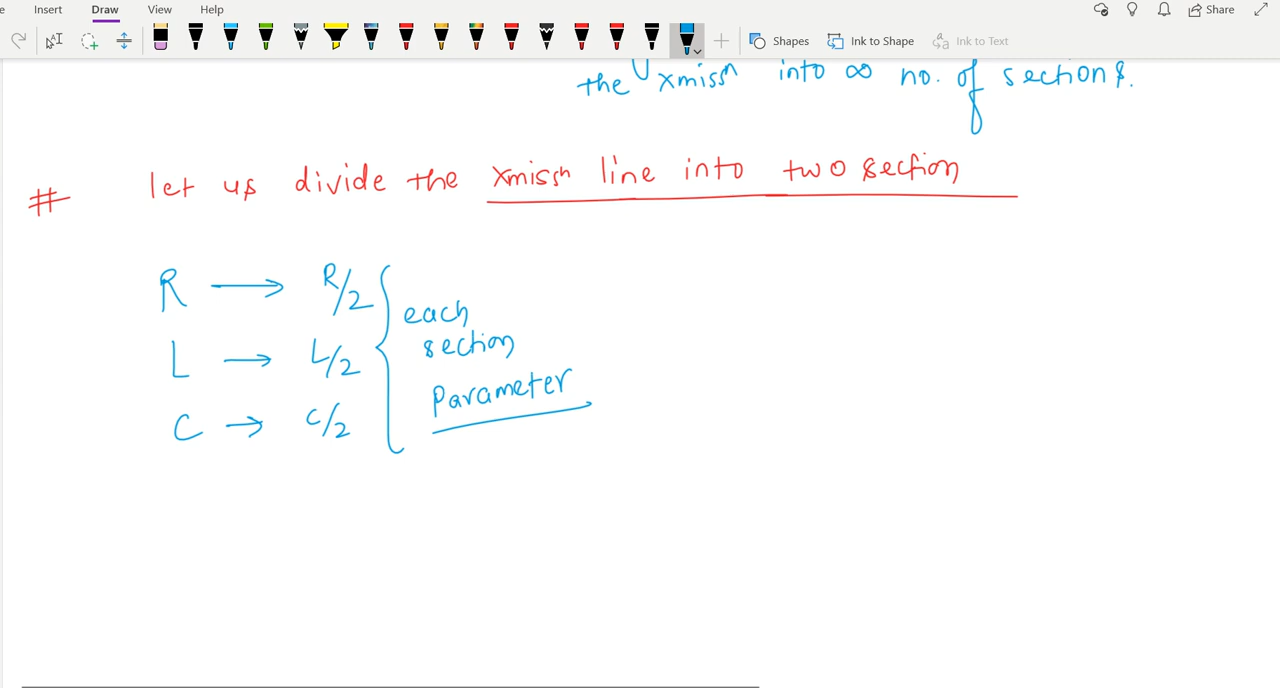 Insert Draw View Help Share
Shapes Ink to Shape Ink to Text
the xmissn into ∞ no. of sections.
# let us divide the xmissn line into two section
R → R/2
each
section
L → L/2
Parameter
C → C/2